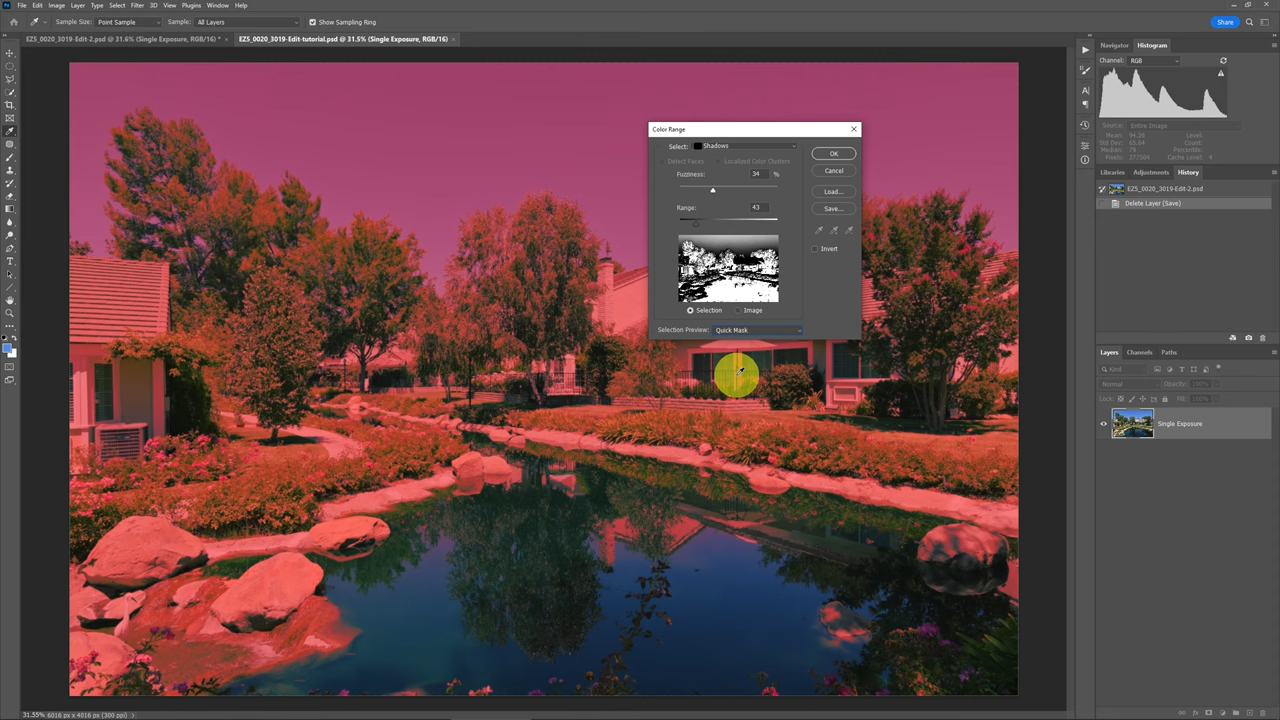 Ps File Edit Image Layer Type Select Filter 3D View Plugins Window Help
Sample Size: Point Sample Sample: All Layers Show Sampling Ring Share
EZ5_0020_3019-Edit-2.psd @ 31.6% (Single Exposure, RGB/16) * × EZ5_0020_3019-Edit-tutorial.psd @ 31.5% (Single Exposure, RGB/16) ×
Navigator Histogram
Channel: RGB
Source: Entire Image
Mean: 94.26 Level:
Std Dev: 65.64 Count:
Median: 79 Percentile:
Pixels: 377504 Cache Level: 4
Libraries Adjustments History
EZ5_0020_3019-Edit-2.psd
Delete Layer (Save)
Color Range
Select: Shadows
Detect Faces Localized Color Clusters
Fuzziness: 34 %
Range: 43
Selection Image
Selection Preview: Quick Mask
OK
Cancel
Load...
Save...
Invert
Layers Channels Paths
Kind
Normal Opacity: 100%
Lock: Fill: 100%
Single Exposure
31.55% 6016 px x 4016 px (300 ppi)